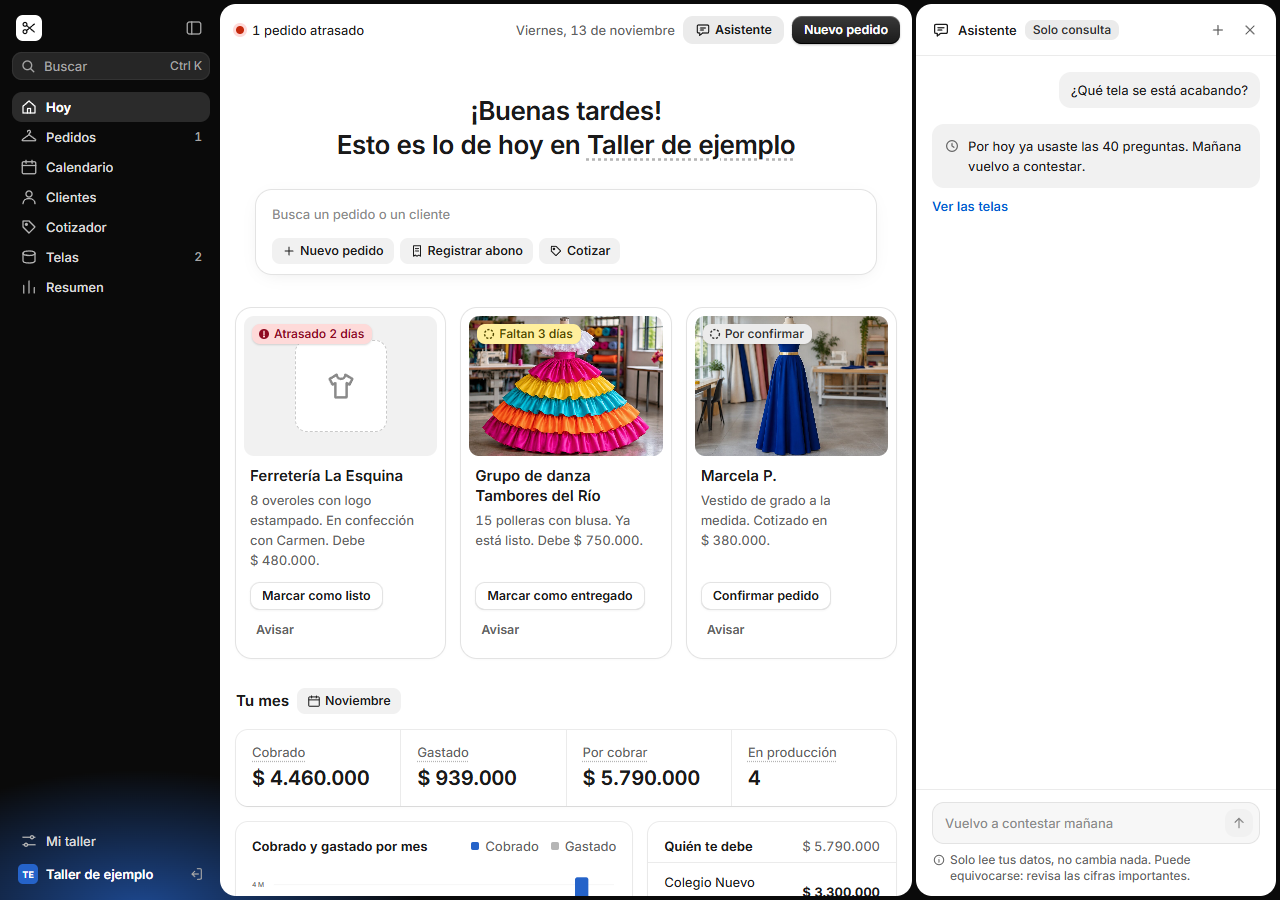 Buscar
Ctrl K
Hoy
Pedidos 1
Calendario
Clientes
Cotizador
Telas 2
Resumen
Mi taller
TE Taller de ejemplo
1 pedido atrasado
Viernes, 13 de noviembre
Asistente
Nuevo pedido
¡Buenas tardes!
Esto es lo de hoy en Taller de ejemplo
Busca un pedido o un cliente
Nuevo pedido
Registrar abono
Cotizar
Atrasado 2 días
Ferretería La Esquina
8 overoles con logo
estampado. En confección
con Carmen. Debe
$ 480.000.
Marcar como listo
Avisar
Faltan 3 días
Grupo de danza
Tambores del Río
15 polleras con blusa. Ya
está listo. Debe $ 750.000.
Marcar como entregado
Avisar
Por confirmar
Marcela P.
Vestido de grado a la
medida. Cotizado en
$ 380.000.
Confirmar pedido
Avisar
Tu mes
Noviembre
Cobrado
$ 4.460.000
Gastado
$ 939.000
Por cobrar
$ 5.790.000
En producción
4
Cobrado y gastado por mes
Cobrado
Gastado
4 M
Quién te debe
$ 5.790.000
Colegio Nuevo
$ 3.300.000
Asistente
Solo consulta
¿Qué tela se está acabando?
Por hoy ya usaste las 40 preguntas. Mañana
vuelvo a contestar.
Ver las telas
Vuelvo a contestar mañana
Solo lee tus datos, no cambia nada. Puede
equivocarse: revisa las cifras importantes.